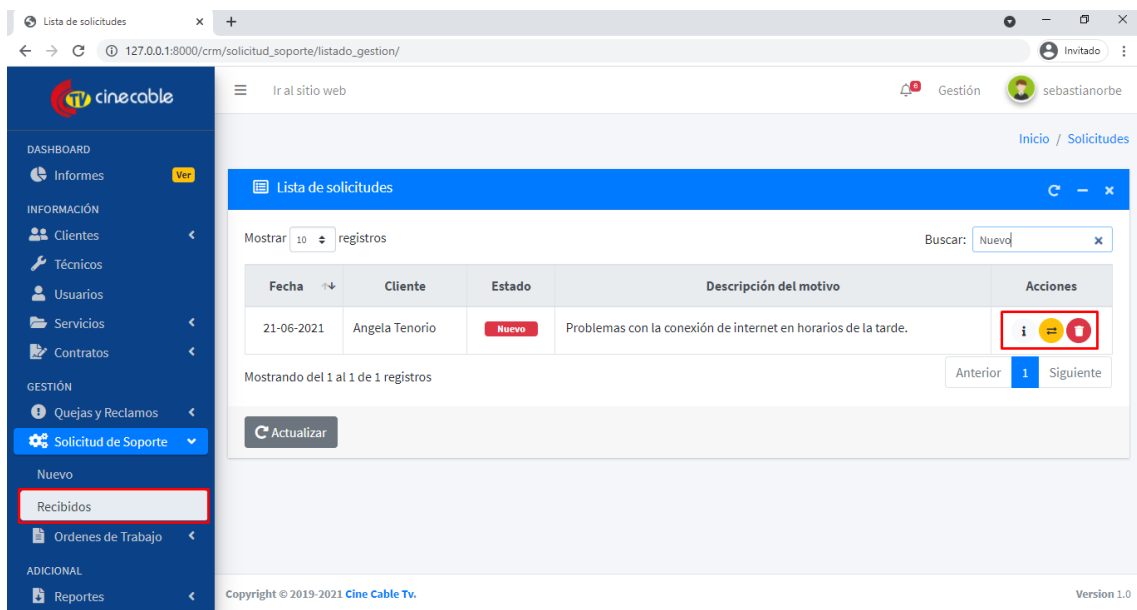 Lista de solicitudes
127.0.0.1:8000/crm/solicitud_soporte/listado_gestion/
Invitado
TV cinecable
Ir al sitio web
Gestión
sebastianorbe
Inicio / Solicitudes
DASHBOARD
Informes
Ver
INFORMACIÓN
Clientes
Técnicos
Usuarios
Servicios
Contratos
GESTIÓN
Quejas y Reclamos
Solicitud de Soporte
Nuevo
Recibidos
Ordenes de Trabajo
ADICIONAL
Reportes
Lista de solicitudes
Mostrar 10 registros
Buscar: Nuevo
Fecha Cliente Estado Descripción del motivo Acciones
21-06-2021 Angela Tenorio Nuevo Problemas con la conexión de internet en horarios de la tarde.
Mostrando del 1 al 1 de 1 registros
Anterior 1 Siguiente
Actualizar
Copyright © 2019-2021 Cine Cable Tv.
Version 1.0